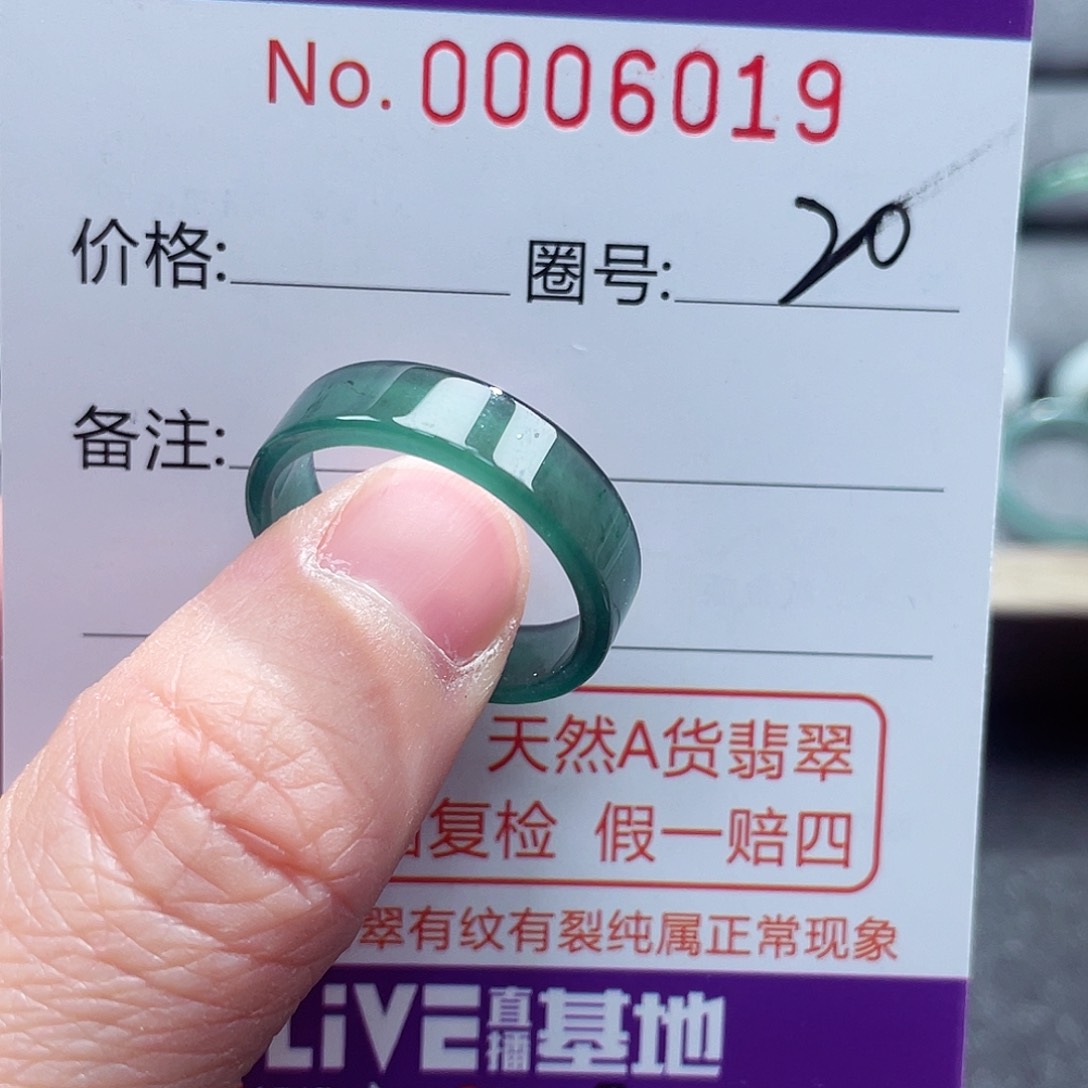 No. 0006019
价格: 圈号: 20
备注:
天然A货翡翠
复检 假一赔四
翠有纹有裂纯属正常现象
LiVE直播基地